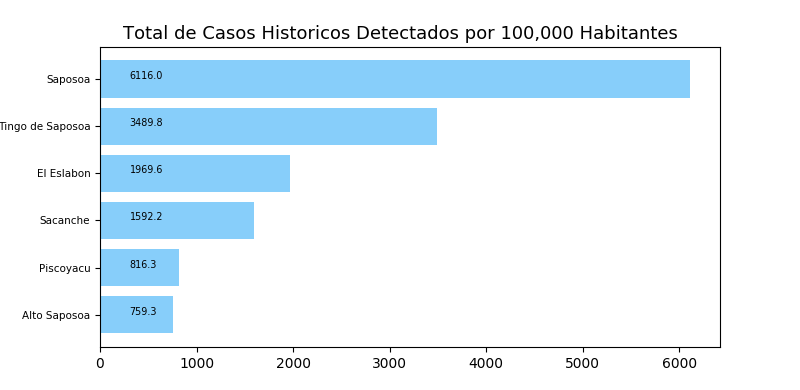 Total de Casos Historicos Detectados por 100,000 Habitantes
Saposoa 6116.0
Tingo de Saposoa 3489.8
El Eslabon 1969.6
Sacanche 1592.2
Piscoyacu 816.3
Alto Saposoa 759.3
0 1000 2000 3000 4000 5000 6000